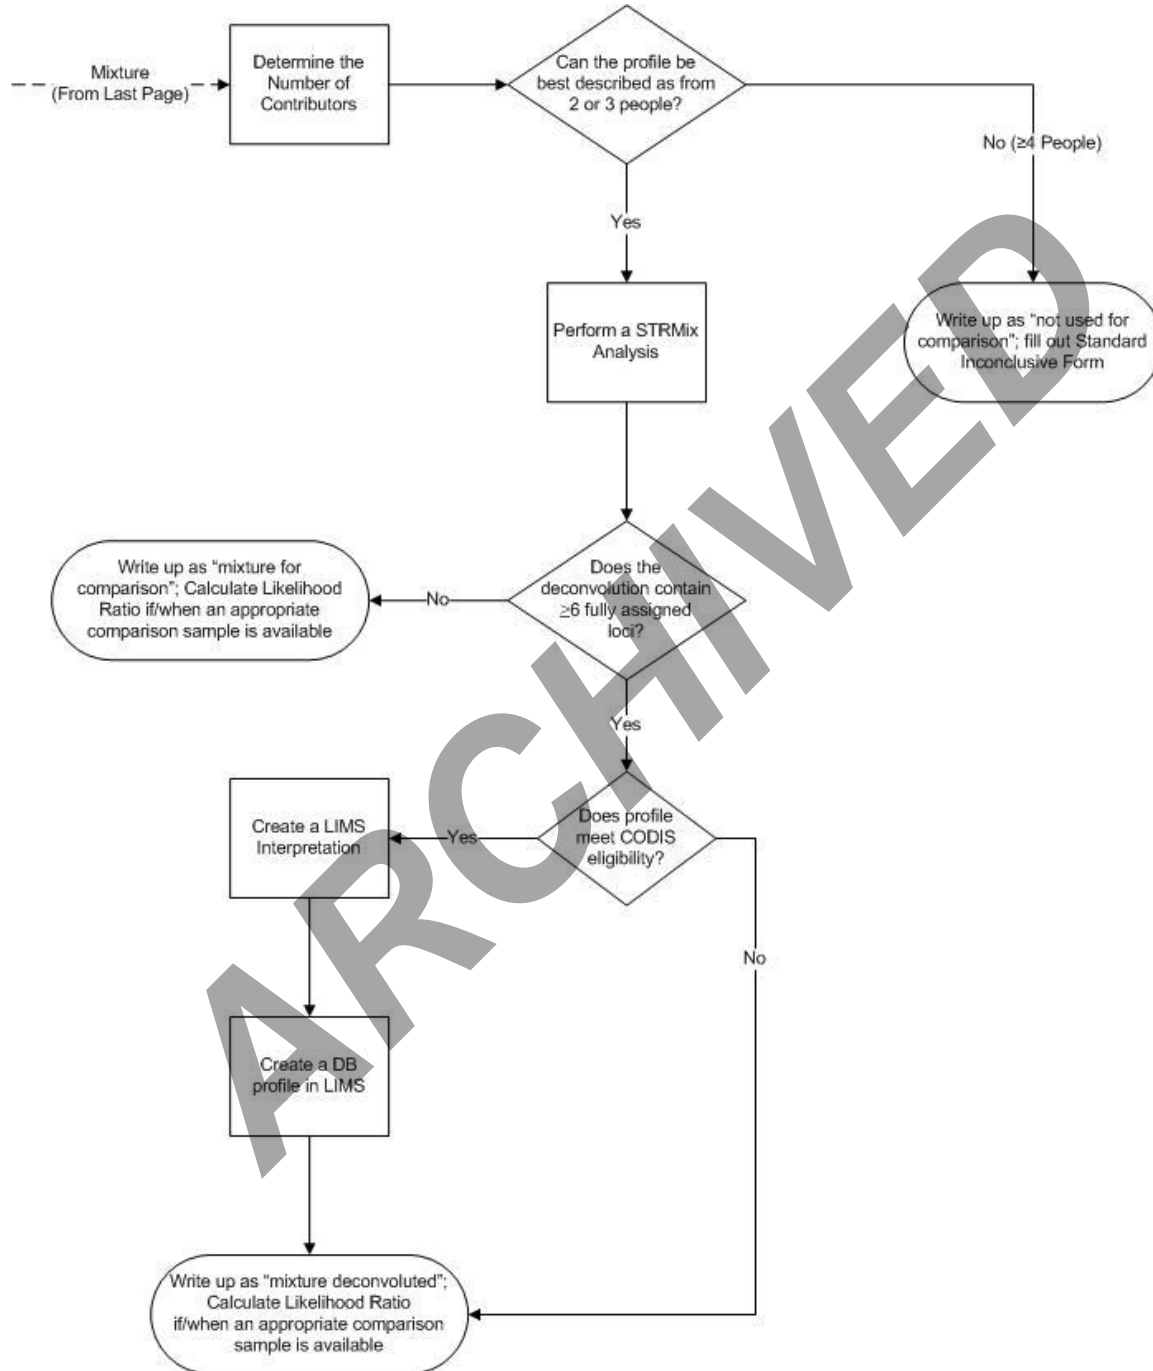 Mixture
(From Last Page)
Determine the
Number of
Contributors
Can the profile be
best described as from
2 or 3 people?
No (≥4 People)
Yes
Perform a STRMix
Analysis
Write up as “not used for
comparison”; fill out Standard
Inconclusive Form
Write up as “mixture for
comparison”; Calculate Likelihood
Ratio if/when an appropriate
comparison sample is available
No
Does the
deconvolution contain
≥6 fully assigned
loci?
Yes
Create a LIMS
Interpretation
Yes
Does profile
meet CODIS
eligibility?
No
Create a DB
profile in LIMS
Write up as “mixture deconvoluted”;
Calculate Likelihood Ratio
if/when an appropriate comparison
sample is available
ARCHIVED